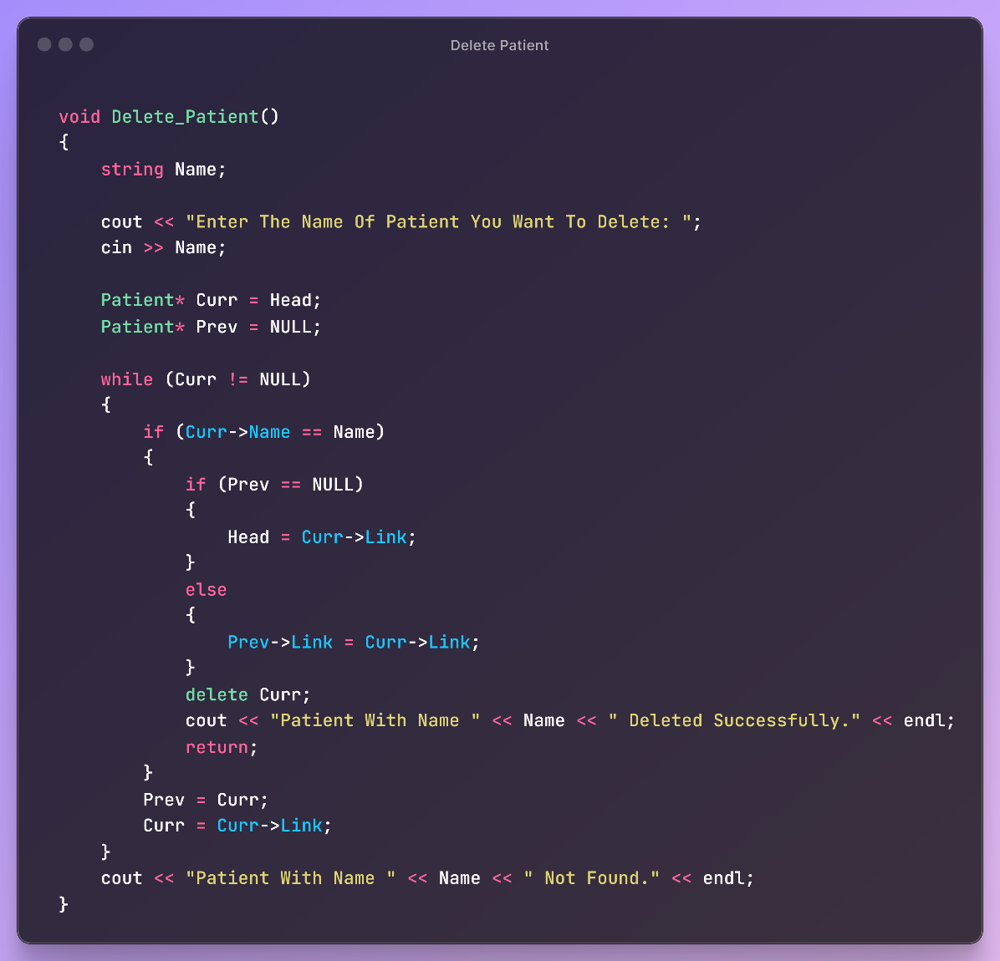 Delete Patient
void Delete_Patient()
{
    string Name;

    cout << "Enter The Name Of Patient You Want To Delete: ";
    cin >> Name;

    Patient* Curr = Head;
    Patient* Prev = NULL;

    while (Curr != NULL)
    {
        if (Curr->Name == Name)
        {
            if (Prev == NULL)
            {
                Head = Curr->Link;
            }
            else
            {
                Prev->Link = Curr->Link;
            }
            delete Curr;
            cout << "Patient With Name " << Name << " Deleted Successfully." << endl;
            return;
        }
        Prev = Curr;
        Curr = Curr->Link;
    }
    cout << "Patient With Name " << Name << " Not Found." << endl;
}